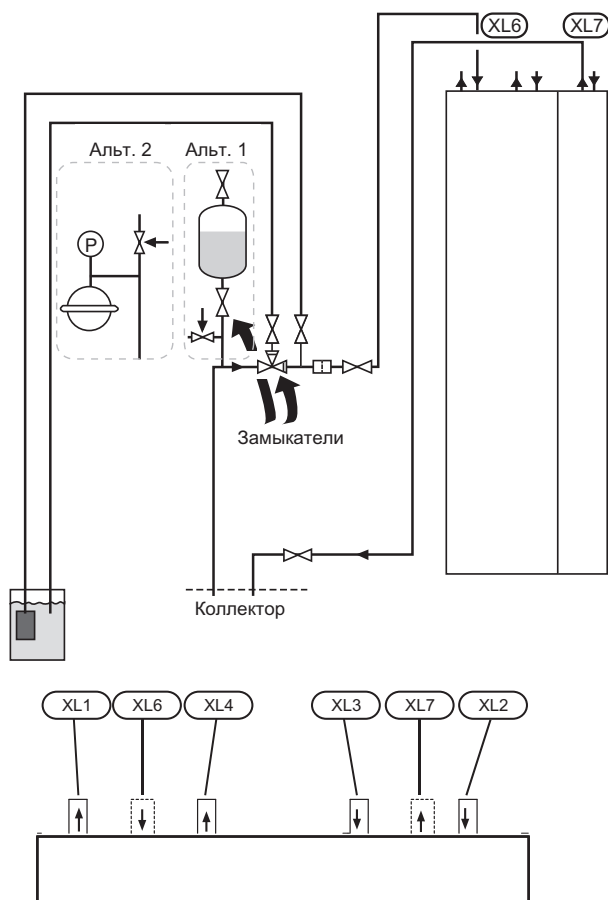 XL6 XL7
Альт. 2 Альт. 1
P
Замыкатели
Коллектор
XL1 XL6 XL4 XL3 XL7 XL2